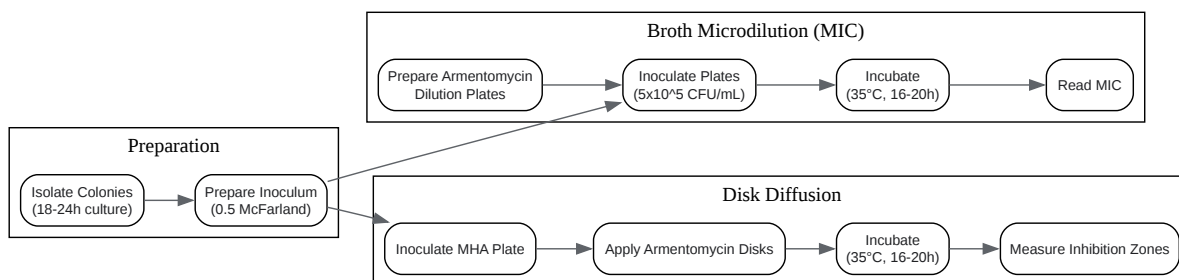 Broth Microdilution (MIC)
Prepare Armentomycin
Dilution Plates
Inoculate Plates
(5x10^5 CFU/mL)
Incubate
(35°C, 16-20h)
Read MIC
Preparation
Isolate Colonies
(18-24h culture)
Prepare Inoculum
(0.5 McFarland)
Disk Diffusion
Inoculate MHA Plate
Apply Armentomycin Disks
Incubate
(35°C, 16-20h)
Measure Inhibition Zones